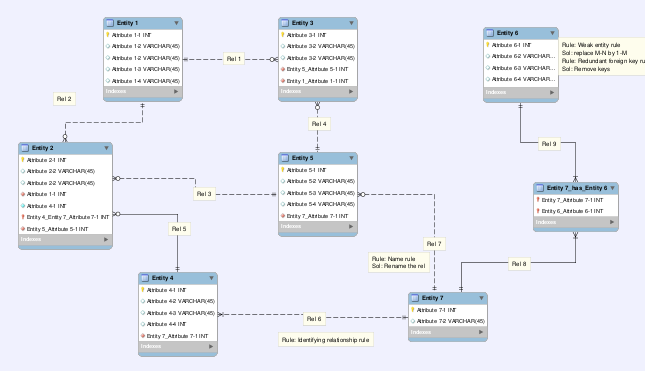 Entity 1
Attribute 1-1 INT
Attribute 1-2 VARCHAR(45)
Attribute 1-3 VARCHAR(45)
Attribute 1-4 VARCHAR(45)
Indexes
Rel 1
Entity 3
Attribute 3-1 INT
Attribute 3-2 VARCHAR(45)
Attribute 3-2 VARCHAR(45)
Entity 5_Attribute 5-1 INT
Entity 1_Attribute 1-1 INT
Indexes
Entity 6
Attribute 6-1 INT
Attribute 6-2 VARCHAR...
Attribute 6-3 VARCHAR...
Attribute 6-4 VARCHAR...
Indexes
Rule: Weak entity rule
Sol: replace M-N by 1-M
Rule: Redundant foreign key ru
Sol: Remove keys
Rel 2
Rel 4
Rel 9
Entity 2
Attribute 2-1 INT
Attribute 2-2 VARCHAR(45)
Attribute 2-2 VARCHAR(45)
Attribute 1-1 INT
Attribute 4-1 INT
Entity 4_Entity 7_Attribute 7-1 INT
Entity 5_Attribute 5-1 INT
Indexes
Rel 3
Entity 5
Attribute 5-1 INT
Attribute 5-2 VARCHAR(45)
Attribute 5-3 VARCHAR(45)
Attribute 5-4 VARCHAR(45)
Entity 7_Attribute 7-1 INT
Indexes
Entity 7_has_Entity 6
Entity 7_Attribute 7-1 INT
Entity 6_Attribute 6-1 INT
Indexes
Rel 5
Rel 7
Rule: Name rule
Sol: Rename the rel
Rel 8
Entity 4
Attribute 4-1 INT
Attribute 4-2 VARCHAR(45)
Attribute 4-3 VARCHAR(45)
Attribute 4-4 INT
Entity 7_Attribute 7-1 INT
Indexes
Rel 6
Rule: Identifying relationship rule
Entity 7
Attribute 7-1 INT
Attribute 7-2 VARCHAR(45)
Indexes